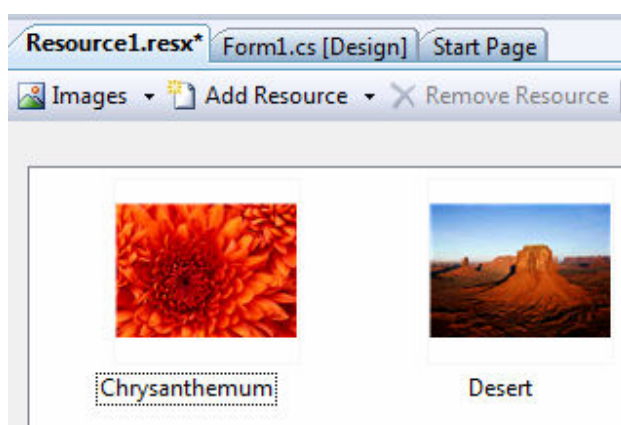 Resource1.resx* Form1.cs [Design] Start Page
Images Add Resource Remove Resource
Chrysanthemum Desert